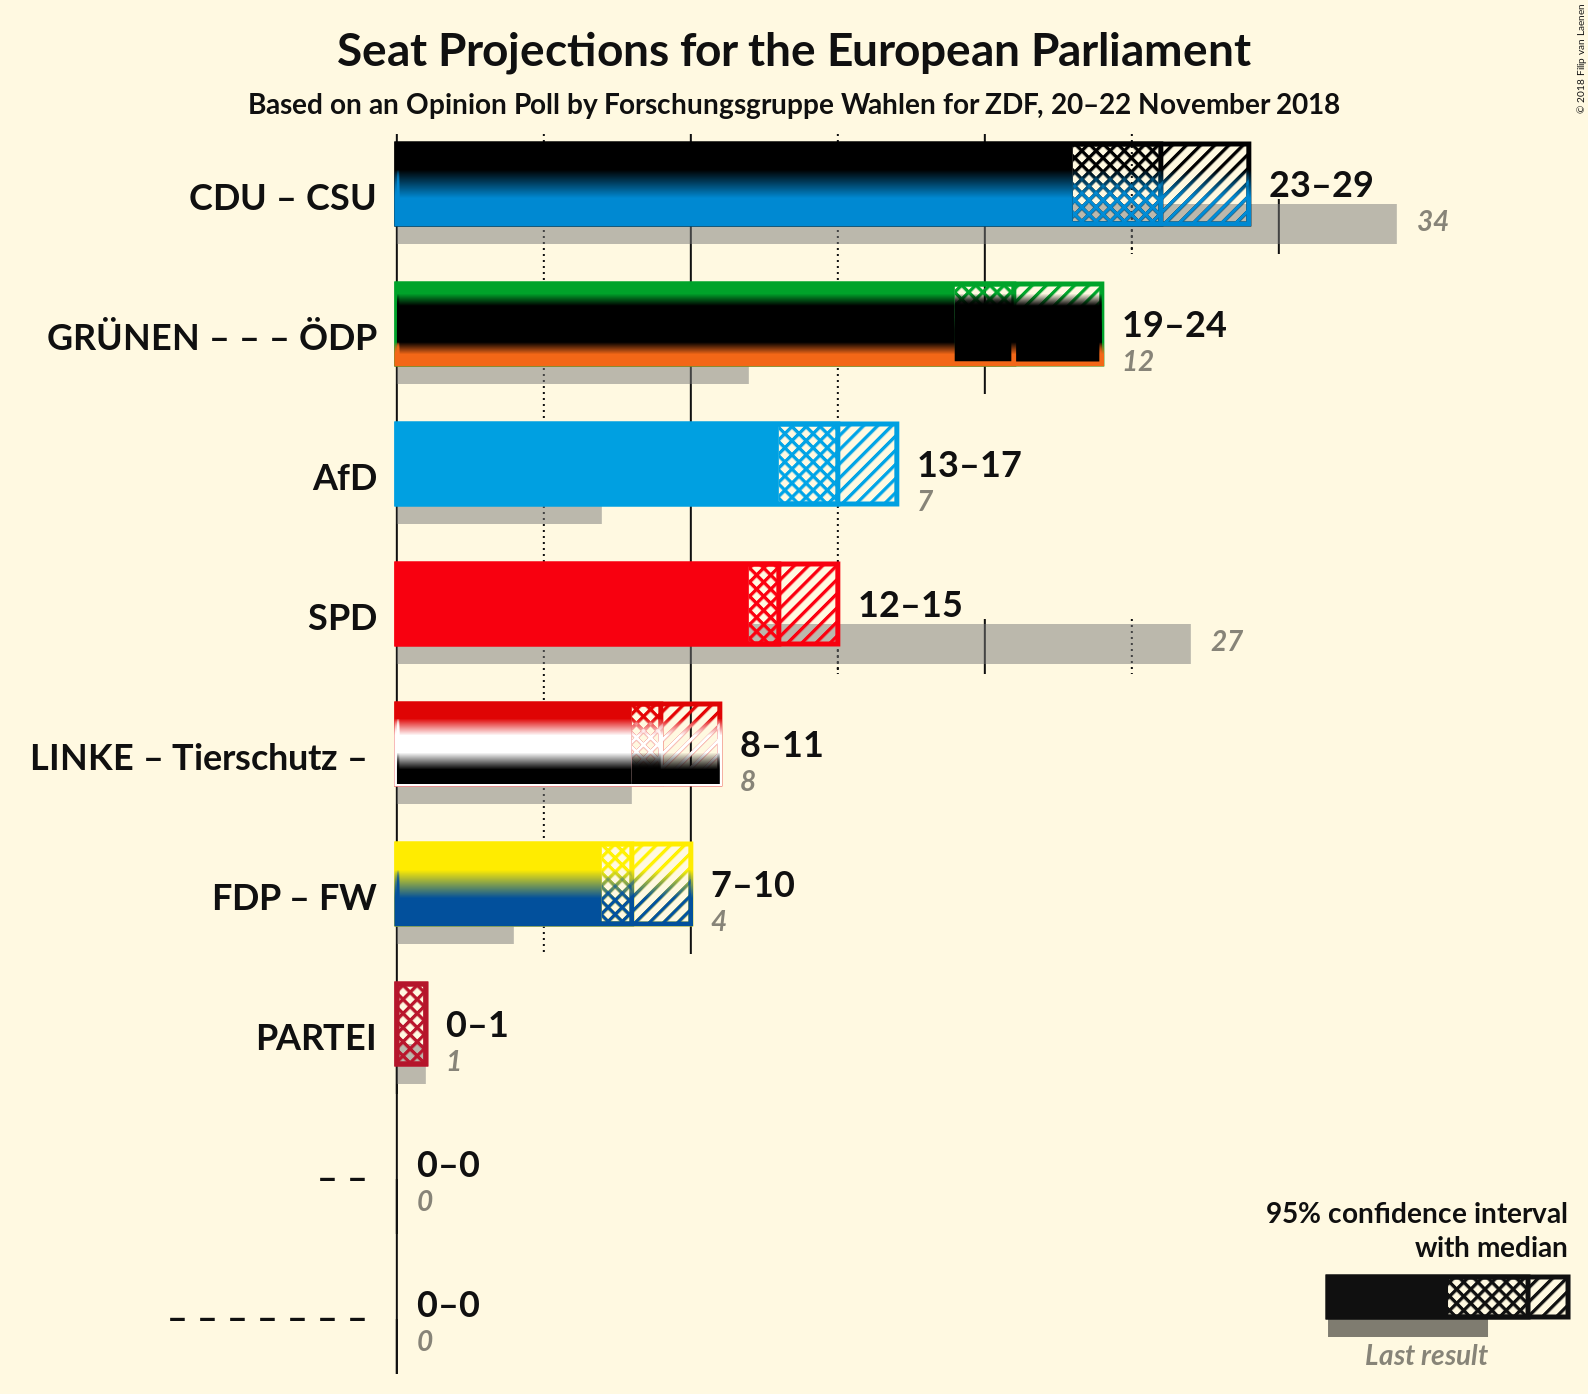 Seat Projections for the European Parliament
Based on an Opinion Poll by Forschungsgruppe Wahlen for ZDF, 20–22 November 2018
© 2018 Filip van Laenen
CDU – CSU
23–29
34
GRÜNEN – – – ÖDP
19–24
12
AfD
13–17
7
SPD
12–15
27
LINKE – Tierschutz –
8–11
8
FDP – FW
7–10
4
PARTEI
0–1
1
– –
0–0
0
– – – – – – –
0–0
0
95% confidence interval
with median
Last result